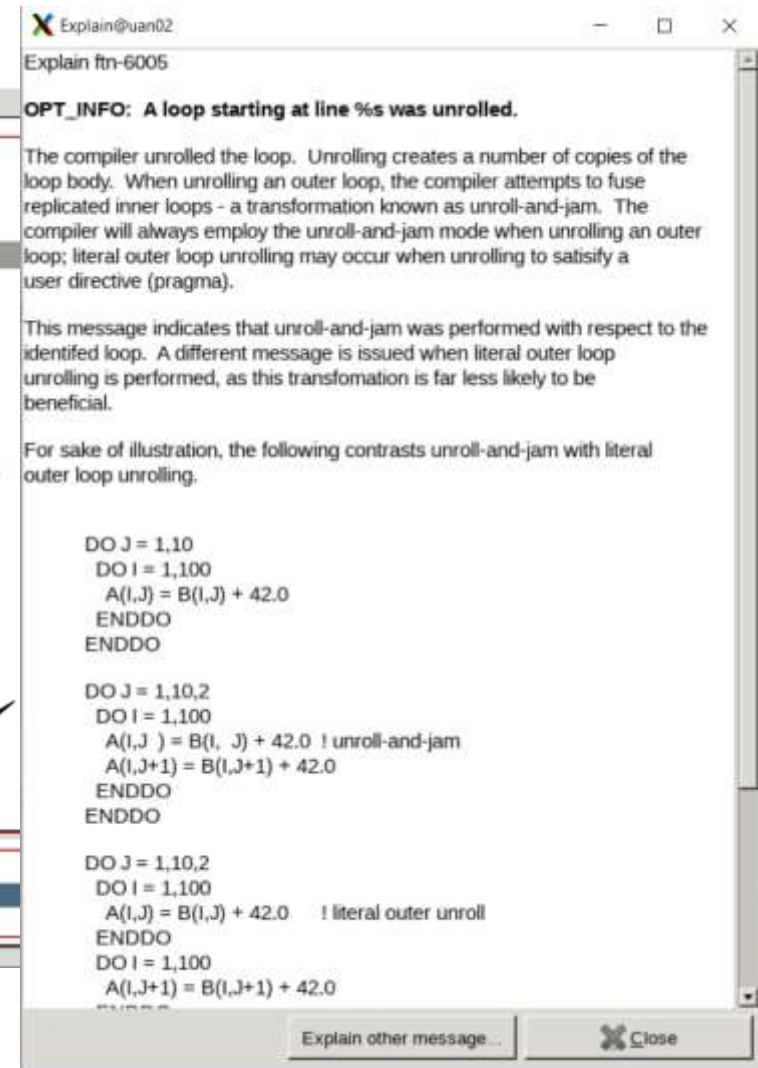 Explain@uan02
Explain ftn-6005
OPT_INFO: A loop starting at line %s was unrolled.
The compiler unrolled the loop. Unrolling creates a number of copies of the
loop body. When unrolling an outer loop, the compiler attempts to fuse
replicated inner loops - a transformation known as unroll-and-jam. The
compiler will always employ the unroll-and-jam mode when unrolling an outer
loop; literal outer loop unrolling may occur when unrolling to satisify a
user directive (pragma).
This message indicates that unroll-and-jam was performed with respect to the
identifed loop. A different message is issued when literal outer loop
unrolling is performed, as this transfomation is far less likely to be
beneficial.
For sake of illustration, the following contrasts unroll-and-jam with literal
outer loop unrolling.
DO J = 1,10
DO I = 1,100
A(I,J) = B(I,J) + 42.0
ENDDO
ENDDO
DO J = 1,10,2
DO I = 1,100
A(I,J ) = B(I, J) + 42.0 ! unroll-and-jam
A(I,J+1) = B(I,J+1) + 42.0
ENDDO
ENDDO
DO J = 1,10,2
DO I = 1,100
A(I,J) = B(I,J) + 42.0 ! literal outer unroll
ENDDO
DO I = 1,100
A(I,J+1) = B(I,J+1) + 42.0
Explain other message...
Close